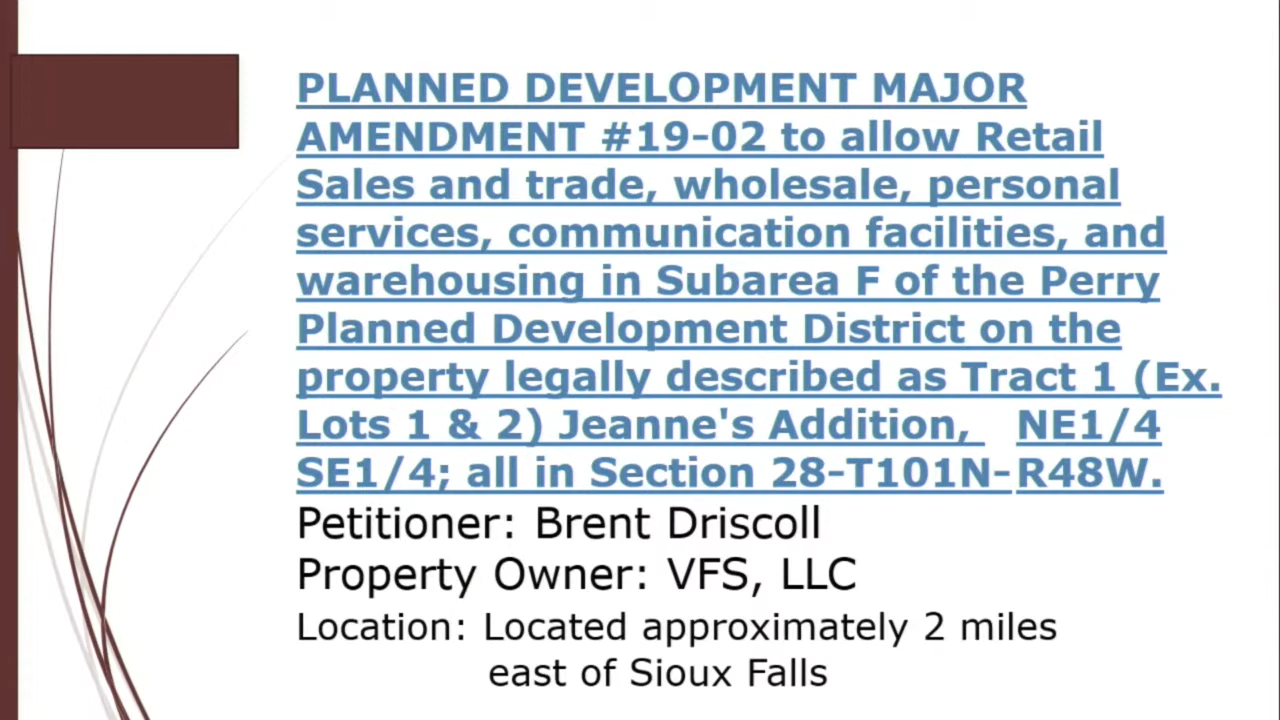 PLANNED DEVELOPMENT MAJOR
AMENDMENT #19-02 to allow Retail
Sales and trade, wholesale, personal
services, communication facilities, and
warehousing in Subarea F of the Perry
Planned Development District on the
property legally described as Tract 1 (Ex.
Lots 1 & 2) Jeanne's Addition, NE1/4
SE1/4; all in Section 28-T101N-R48W.
Petitioner: Brent Driscoll
Property Owner: VFS, LLC
Location: Located approximately 2 miles
east of Sioux Falls